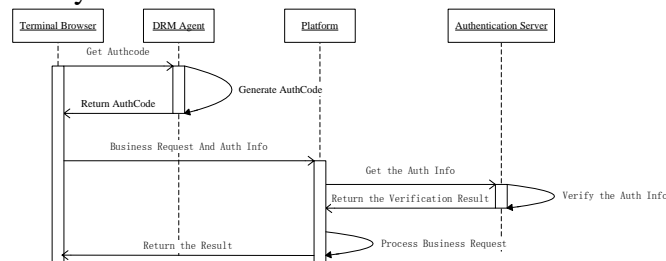 Terminal Browser
DRM Agent
Platform
Authentication Server
Get Authcode
Generate AuthCode
Return AuthCode
Business Request And Auth Info
Get the Auth Info
Return the Verification Result
Verify the Auth Info
Process Business Request
Return the Result